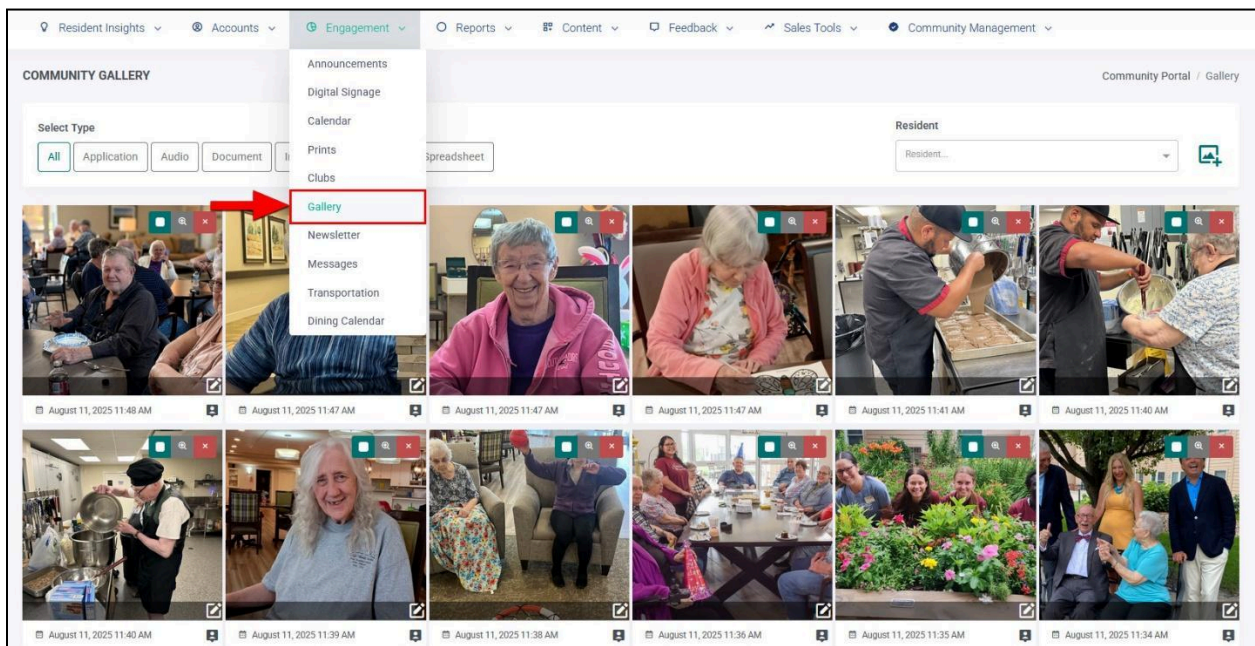 Resident Insights Accounts Engagement Reports Content Feedback Sales Tools Community Management
COMMUNITY GALLERY
Community Portal / Gallery
Announcements
Digital Signage
Calendar
Prints
Clubs
Gallery
Newsletter
Messages
Transportation
Dining Calendar
Select Type
All Application Audio Document Spreadsheet
Resident
Resident...
August 11, 2025 11:48 AM August 11, 2025 11:47 AM August 11, 2025 11:47 AM August 11, 2025 11:47 AM August 11, 2025 11:41 AM August 11, 2025 11:40 AM
August 11, 2025 11:40 AM August 11, 2025 11:39 AM August 11, 2025 11:38 AM August 11, 2025 11:36 AM August 11, 2025 11:35 AM August 11, 2025 11:34 AM